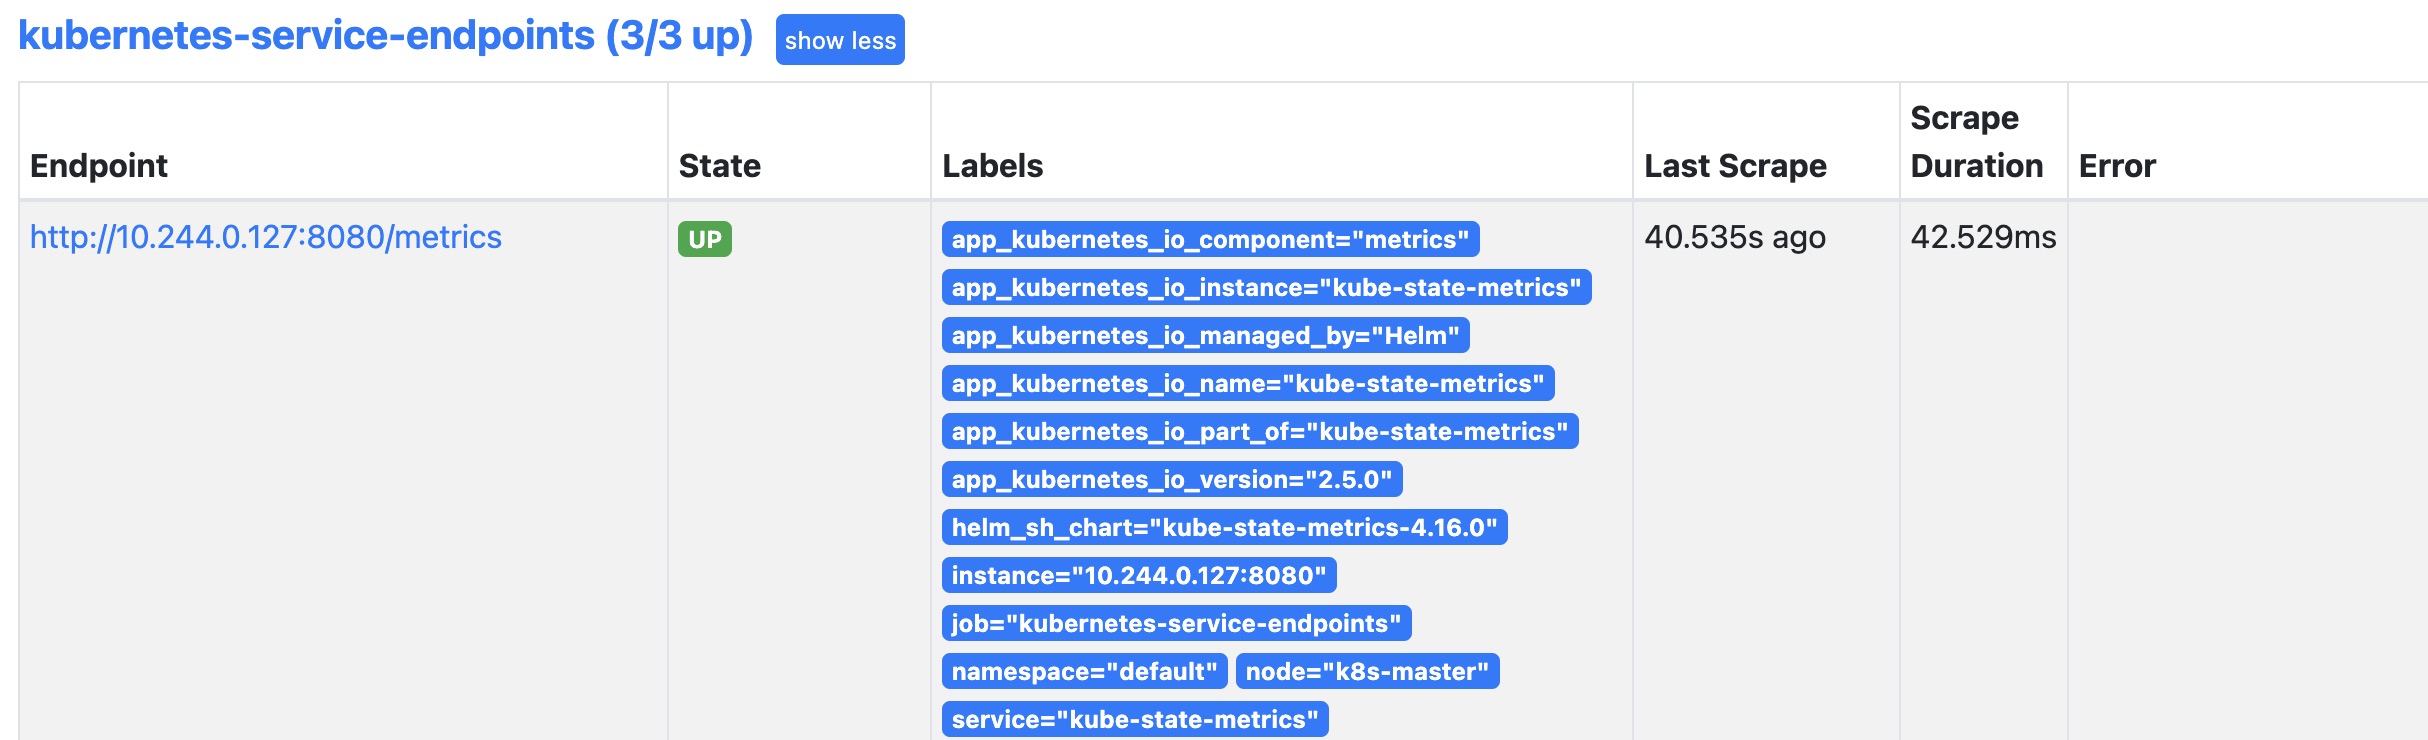 kubernetes-service-endpoints (3/3 up) show less
Endpoint State Labels Last Scrape Scrape Duration Error
http://10.244.0.127:8080/metrics UP app_kubernetes_io_component="metrics" 40.535s ago 42.529ms
app_kubernetes_io_instance="kube-state-metrics"
app_kubernetes_io_managed_by="Helm"
app_kubernetes_io_name="kube-state-metrics"
app_kubernetes_io_part_of="kube-state-metrics"
app_kubernetes_io_version="2.5.0"
helm_sh_chart="kube-state-metrics-4.16.0"
instance="10.244.0.127:8080"
job="kubernetes-service-endpoints"
namespace="default" node="k8s-master"
service="kube-state-metrics"